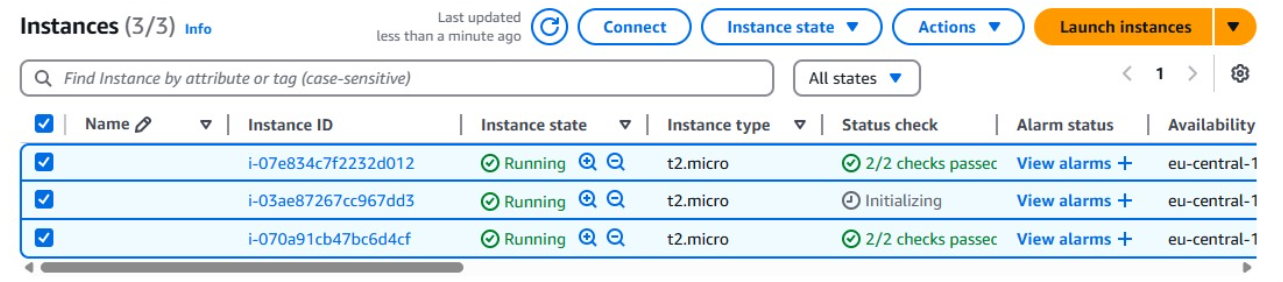 Instances (3/3) Info Last updated less than a minute ago Connect Instance state Actions Launch instances
Find Instance by attribute or tag (case-sensitive) All states 1
Name Instance ID Instance state Instance type Status check Alarm status Availability
i-07e834c7f2232d012 Running t2.micro 2/2 checks passec View alarms + eu-central-1
i-03ae87267cc967dd3 Running t2.micro Initializing View alarms + eu-central-1
i-070a91cb47bc6d4cf Running t2.micro 2/2 checks passec View alarms + eu-central-1